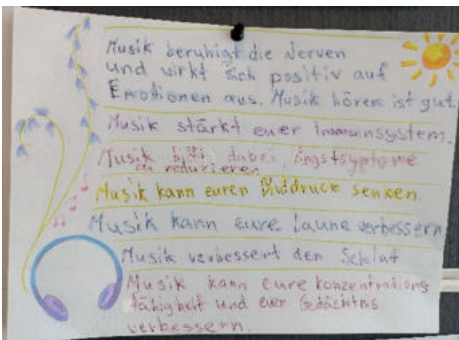 Musik beruhigt die Nerven
und wirkt sich positiv auf
Emotionen aus. Musik hören ist gut.
Musik stärkt euer Immunsystem.
Musik hilft dabei, Angstsyptome
zu reduzieren
Musik kann euren Blutdruck senken
Musik kann eure Laune verbessern
Musik verbessert den Schlaf
Musik kann eure konzentrations
fähigkeit und euer Gedächtnis
verbessern.